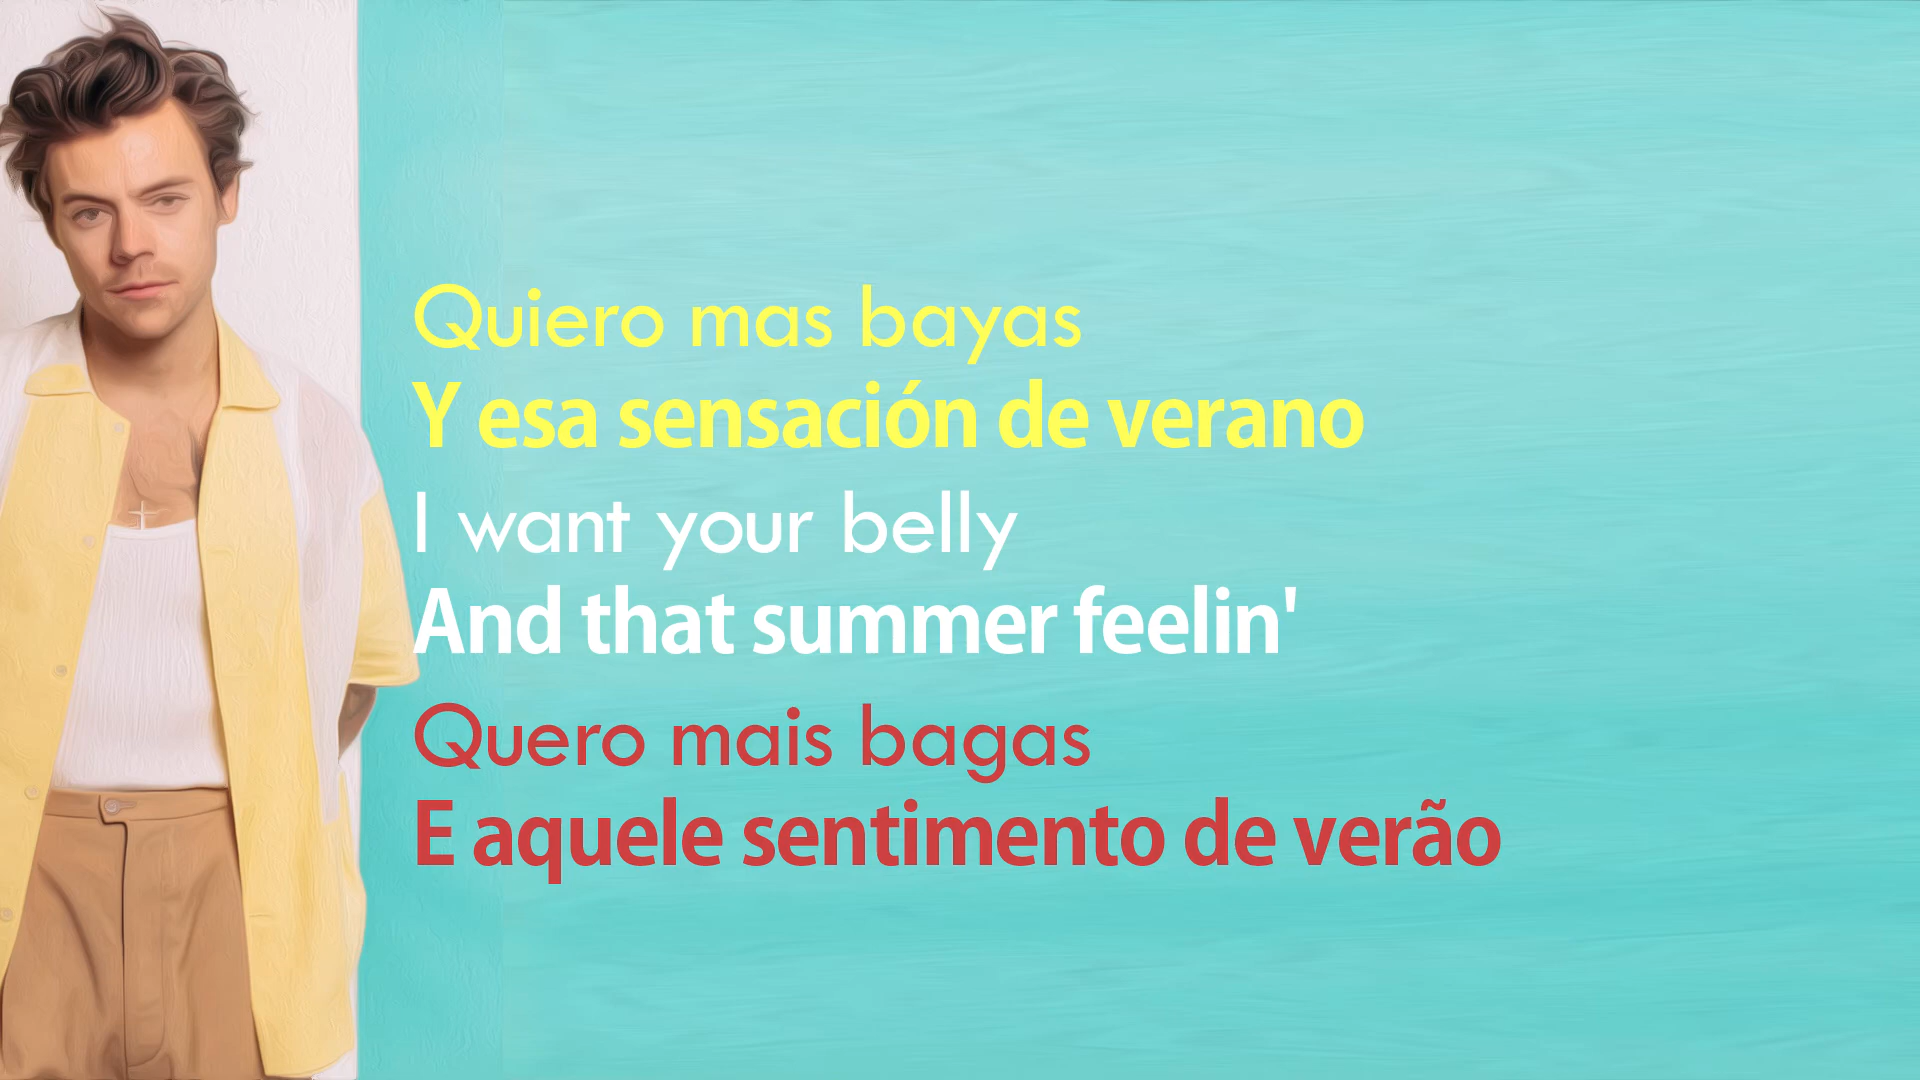 Quiero mas bayas
Y esa sensación de verano
I want your belly
And that summer feelin'
Quero mais bagas
E aquele sentimento de verão